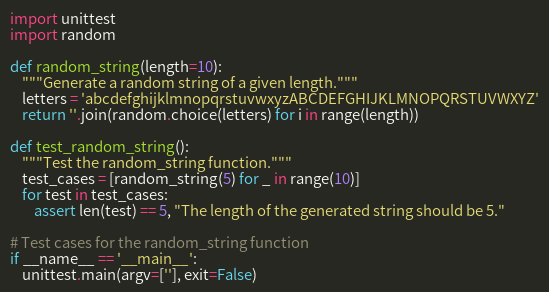 import unittest
import random

def random_string(length=10):
    """Generate a random string of a given length."""
    letters = 'abcdefghijklmnopqrstuvwxyzABCDEFGHIJKLMNOPQRSTUVWXYZ'
    return ''.join(random.choice(letters) for i in range(length))

def test_random_string():
    """Test the random_string function."""
    test_cases = [random_string(5) for _ in range(10)]
    for test in test_cases:
        assert len(test) == 5, "The length of the generated string should be 5."

# Test cases for the random_string function
if __name__ == '__main__':
    unittest.main(argv=[''], exit=False)